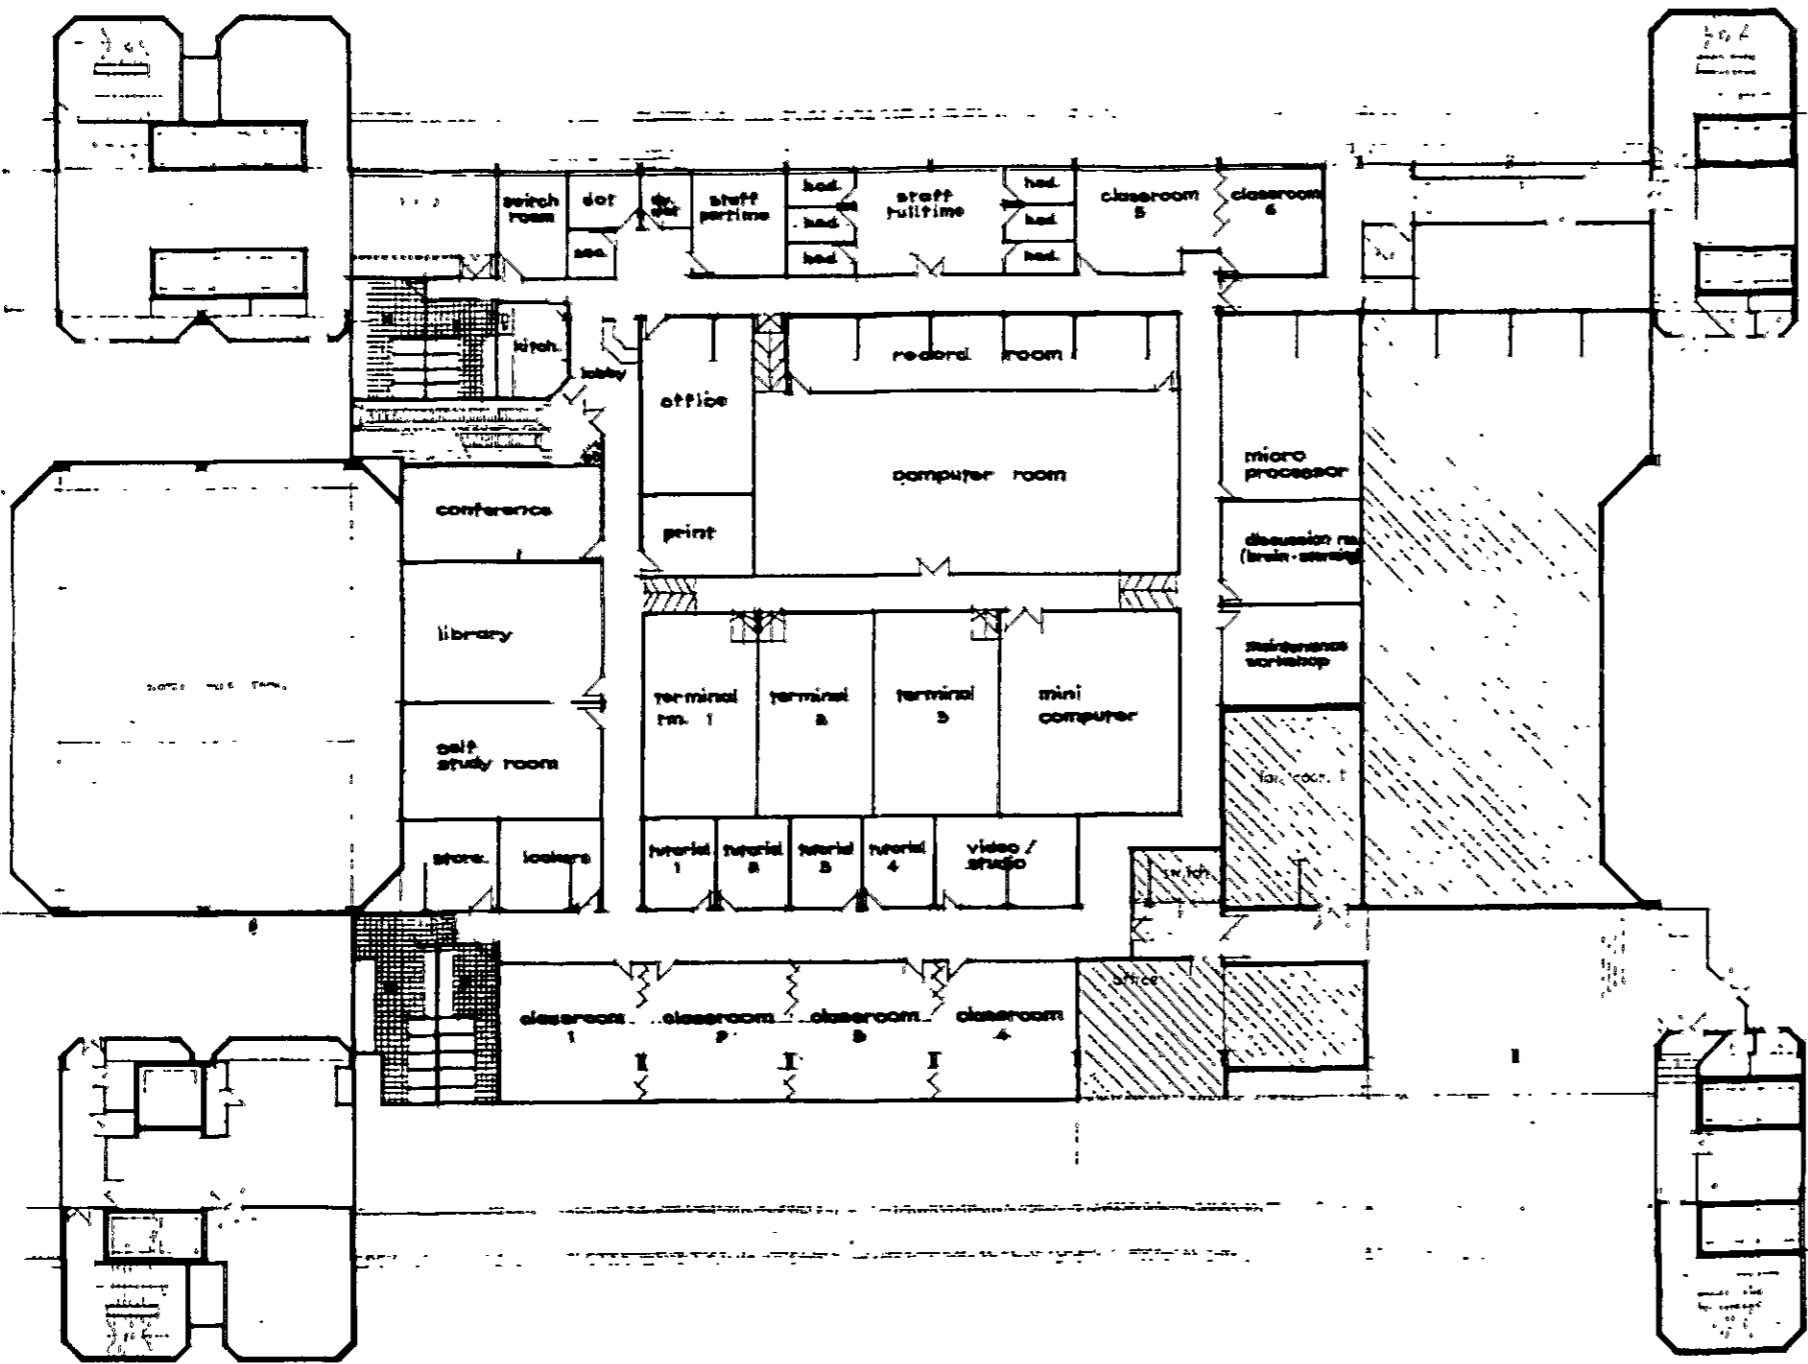 switch
room
dot
dy.
dot
sec.
staff
partime
hod.
hod.
hod.
staff
fulltime
hod.
hod.
hod.
classroom
5
classroom
6
kitch.
lobby
office
print
record room
computer room
micro
processor
discussion rm.
(brain-storming)
maintenance
workshop
conference
library
self
study room
store.
lockers
terminal
rm. 1
terminal
2
terminal
3
mini
computer
tutorial
1
tutorial
2
tutorial
3
tutorial
4
video /
studio
switch
classroom
1
classroom
2
classroom
3
classroom
4
office